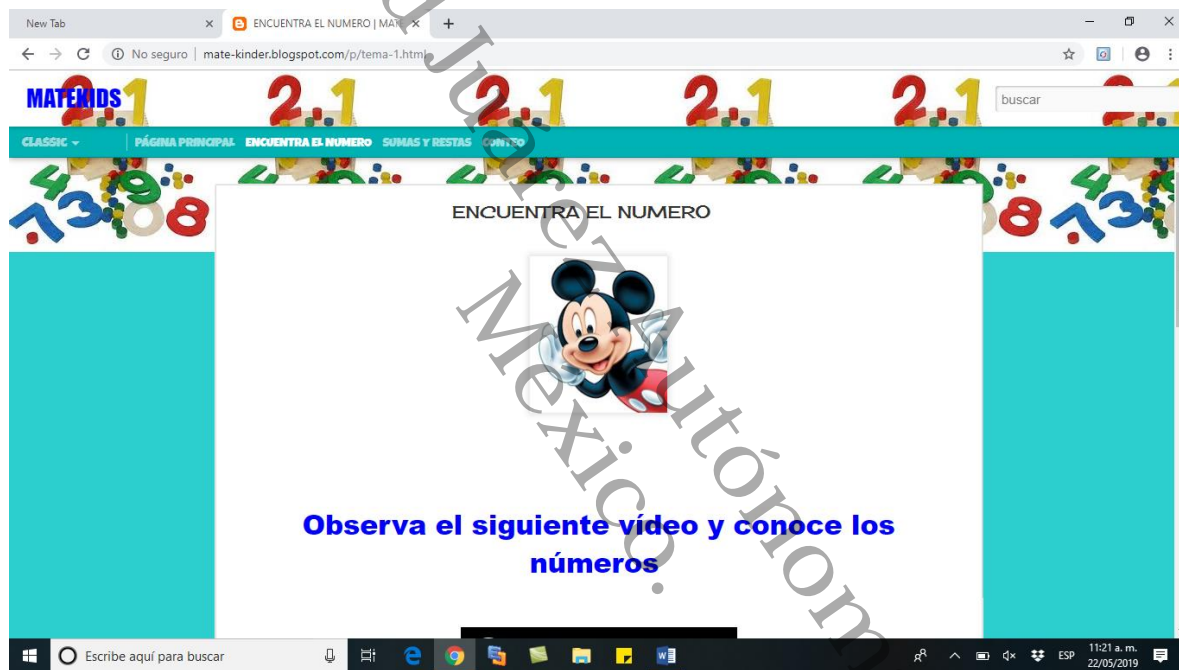 New Tab
ENCUENTRA EL NUMERO | MATE
No seguro | mate-kinder.blogspot.com/p/tema-1.html
MATEKIDS
buscar
CLASSIC
PÁGINA PRINCIPAL ENCUENTRA EL NUMERO SUMAS Y RESTAS CONTEO
ENCUENTRA EL NUMERO
Observa el siguiente vídeo y conoce los
números
Juárez Autónom
México.
Escribe aquí para buscar
ESP
11:21 a. m.
22/05/2019